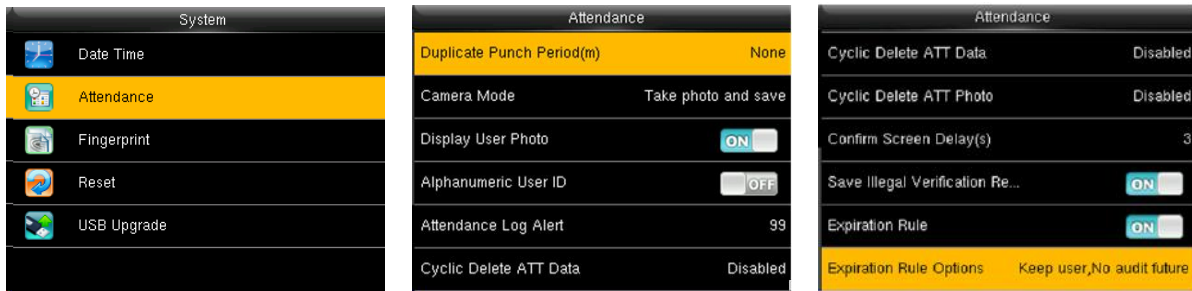 System
Date Time
Attendance
Fingerprint
Reset
USB Upgrade
Attendance
Duplicate Punch Period(m) None
Camera Mode Take photo and save
Display User Photo ON
Alphanumeric User ID OFF
Attendance Log Alert 99
Cyclic Delete ATT Data Disabled
Attendance
Cyclic Delete ATT Data Disabled
Cyclic Delete ATT Photo Disabled
Confirm Screen Delay(s) 3
Save Illegal Verification Re... ON
Expiration Rule ON
Expiration Rule Options Keep user,No audit future